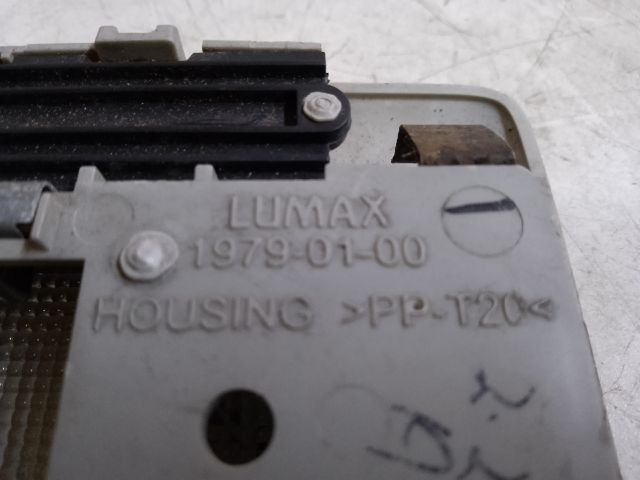 LUMAX
1979-01-00
HOUSING >PP-T20<